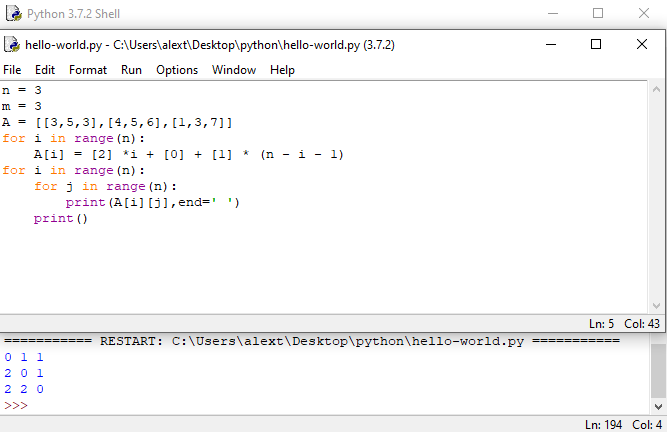 Python 3.7.2 Shell
hello-world.py - C:\Users\alext\Desktop\python\hello-world.py (3.7.2)
File Edit Format Run Options Window Help
n = 3
m = 3
A = [[3,5,3],[4,5,6],[1,3,7]]
for i in range(n):
    A[i] = [2] *i + [0] + [1] * (n - i - 1)
for i in range(n):
    for j in range(n):
        print(A[i][j],end=' ')
    print()
Ln: 5 Col: 43
=========== RESTART: C:\Users\alext\Desktop\python\hello-world.py ===========
0 1 1
2 0 1
2 2 0
>>>
Ln: 194 Col: 4